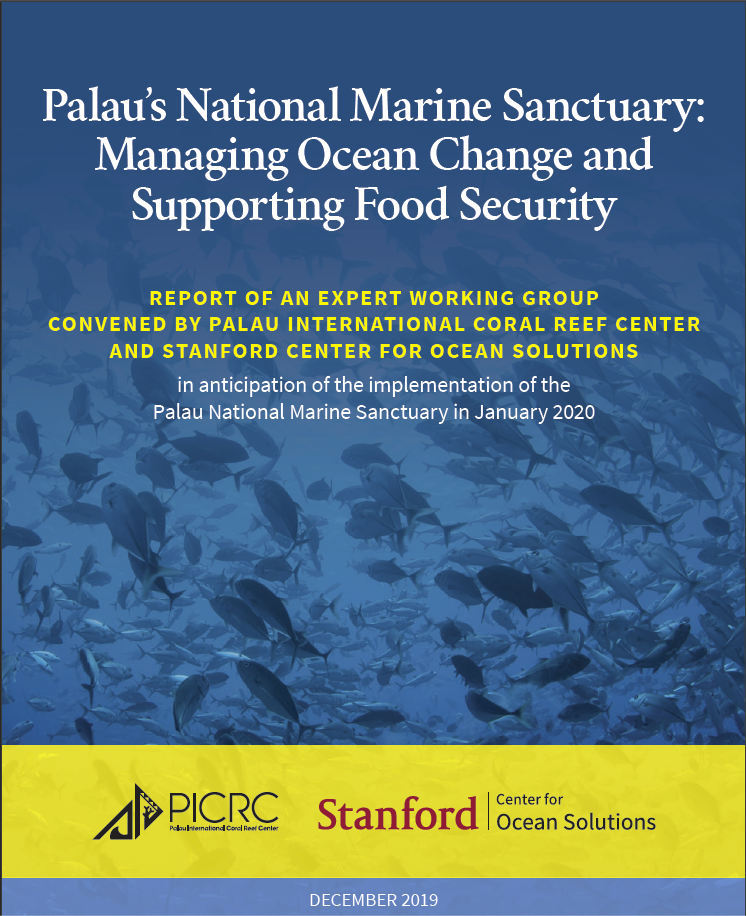 Palau's National Marine Sanctuary:
Managing Ocean Change and
Supporting Food Security
REPORT OF AN EXPERT WORKING GROUP
CONVENED BY PALAU INTERNATIONAL CORAL REEF CENTER
AND STANFORD CENTER FOR OCEAN SOLUTIONS
in anticipation of the implementation of the
Palau National Marine Sanctuary in January 2020
PICRC
Palau International Coral Reef Center
Stanford
Center for
Ocean Solutions
DECEMBER 2019